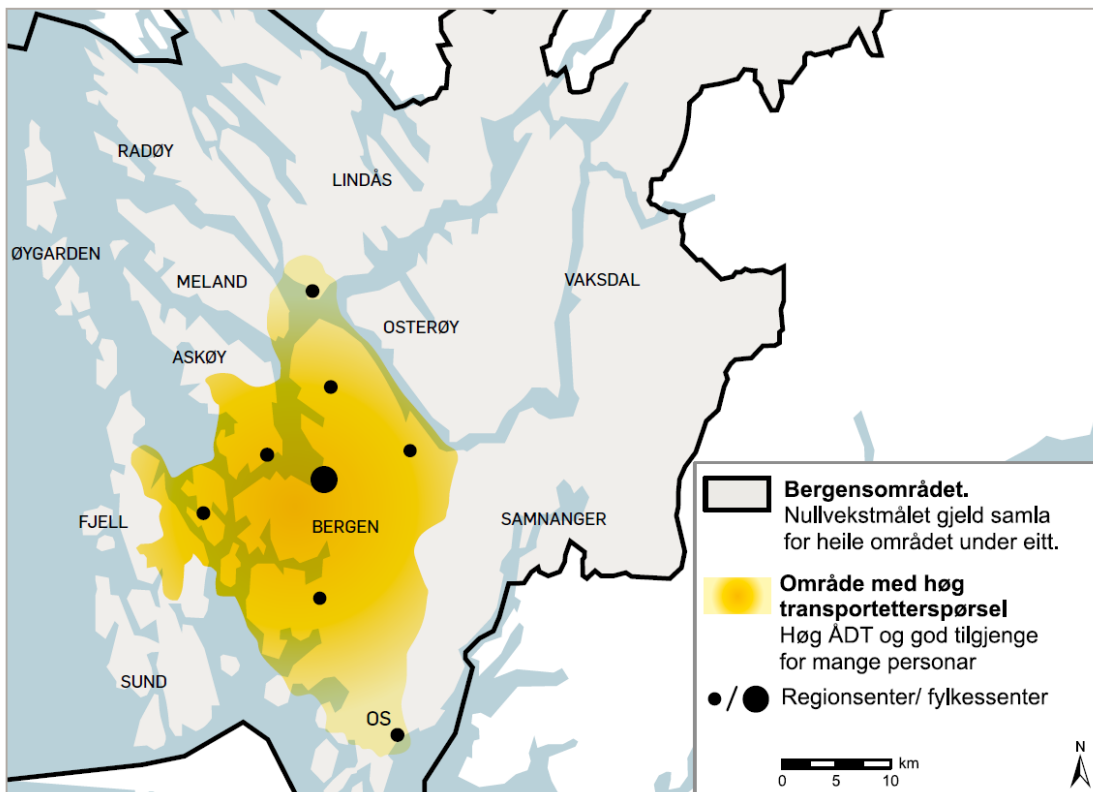 RADØY
LINDÅS
ØYGARDEN
MELAND
VAKSDAL
OSTERØY
ASKØY
FJELL
BERGEN
SAMNANGER
SUND
OS
Bergensområdet.
Nullvekstmålet gjeld samla
for heile området under eitt.
Område med høg
transportetterspørsel
Høg ÅDT og god tilgjenge
for mange personar
/ Regionsenter/ fylkessenter
km
0 5 10
N